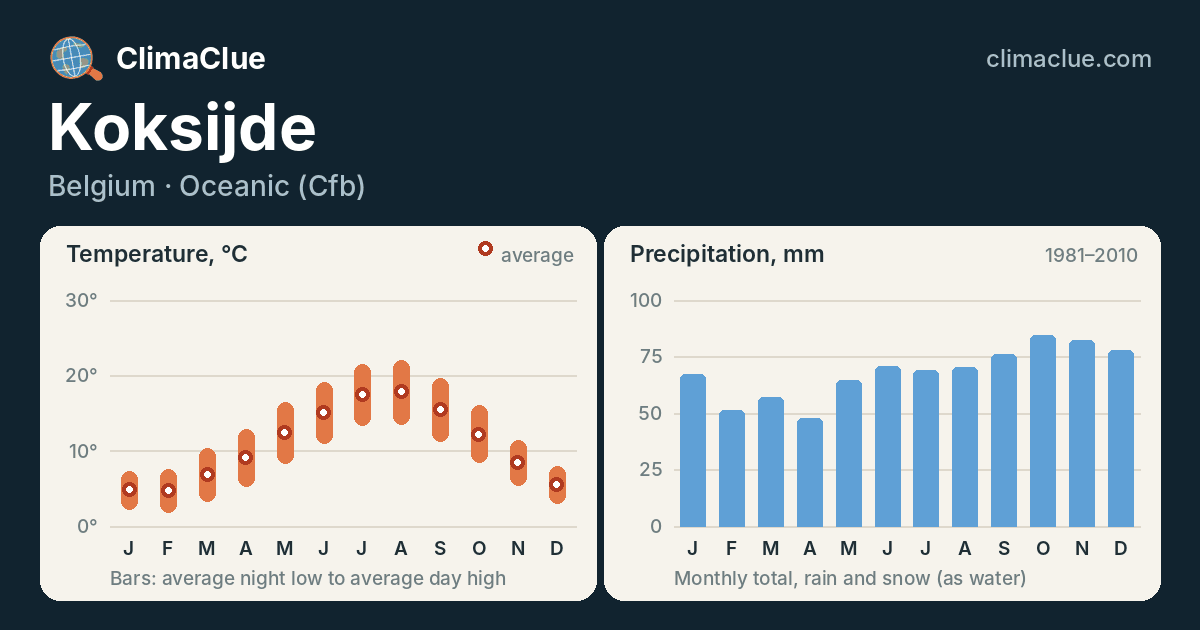 ClimaClue
climaclue.com
Koksijde
Belgium · Oceanic (Cfb)
Temperature, °C
average
30°
20°
10°
0°
J F M A M J J A S O N D
Bars: average night low to average day high
Precipitation, mm
1981–2010
100
75
50
25
0
J F M A M J J A S O N D
Monthly total, rain and snow (as water)